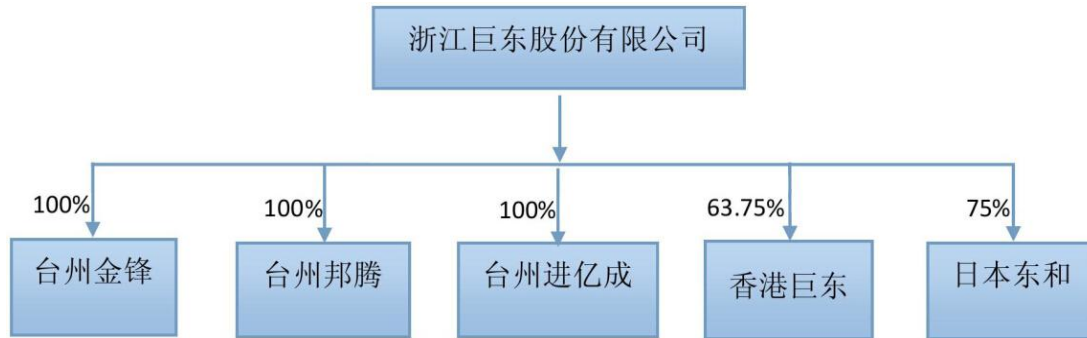 浙江巨东股份有限公司
100%
100%
100%
63.75%
75%
台州金锋
台州邦腾
台州进亿成
香港巨东
日本东和